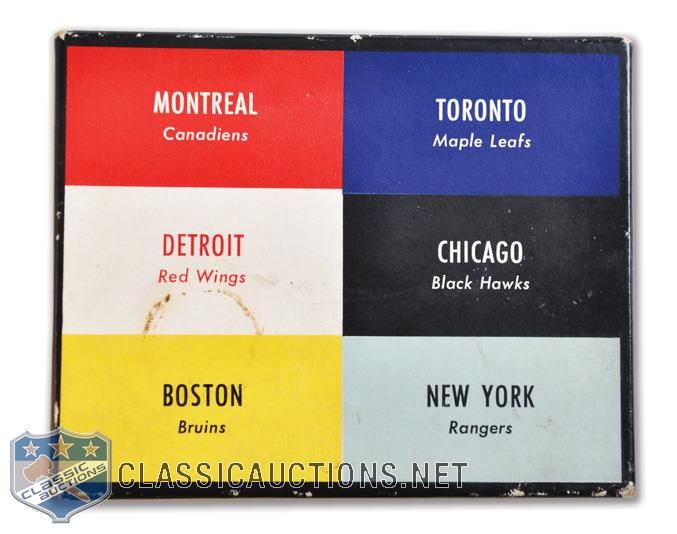 MONTREAL
Canadiens
TORONTO
Maple Leafs
DETROIT
Red Wings
CHICAGO
Black Hawks
BOSTON
Bruins
NEW YORK
Rangers
CLASSIC
AUCTIONS
CLASSICAUCTIONS.NET